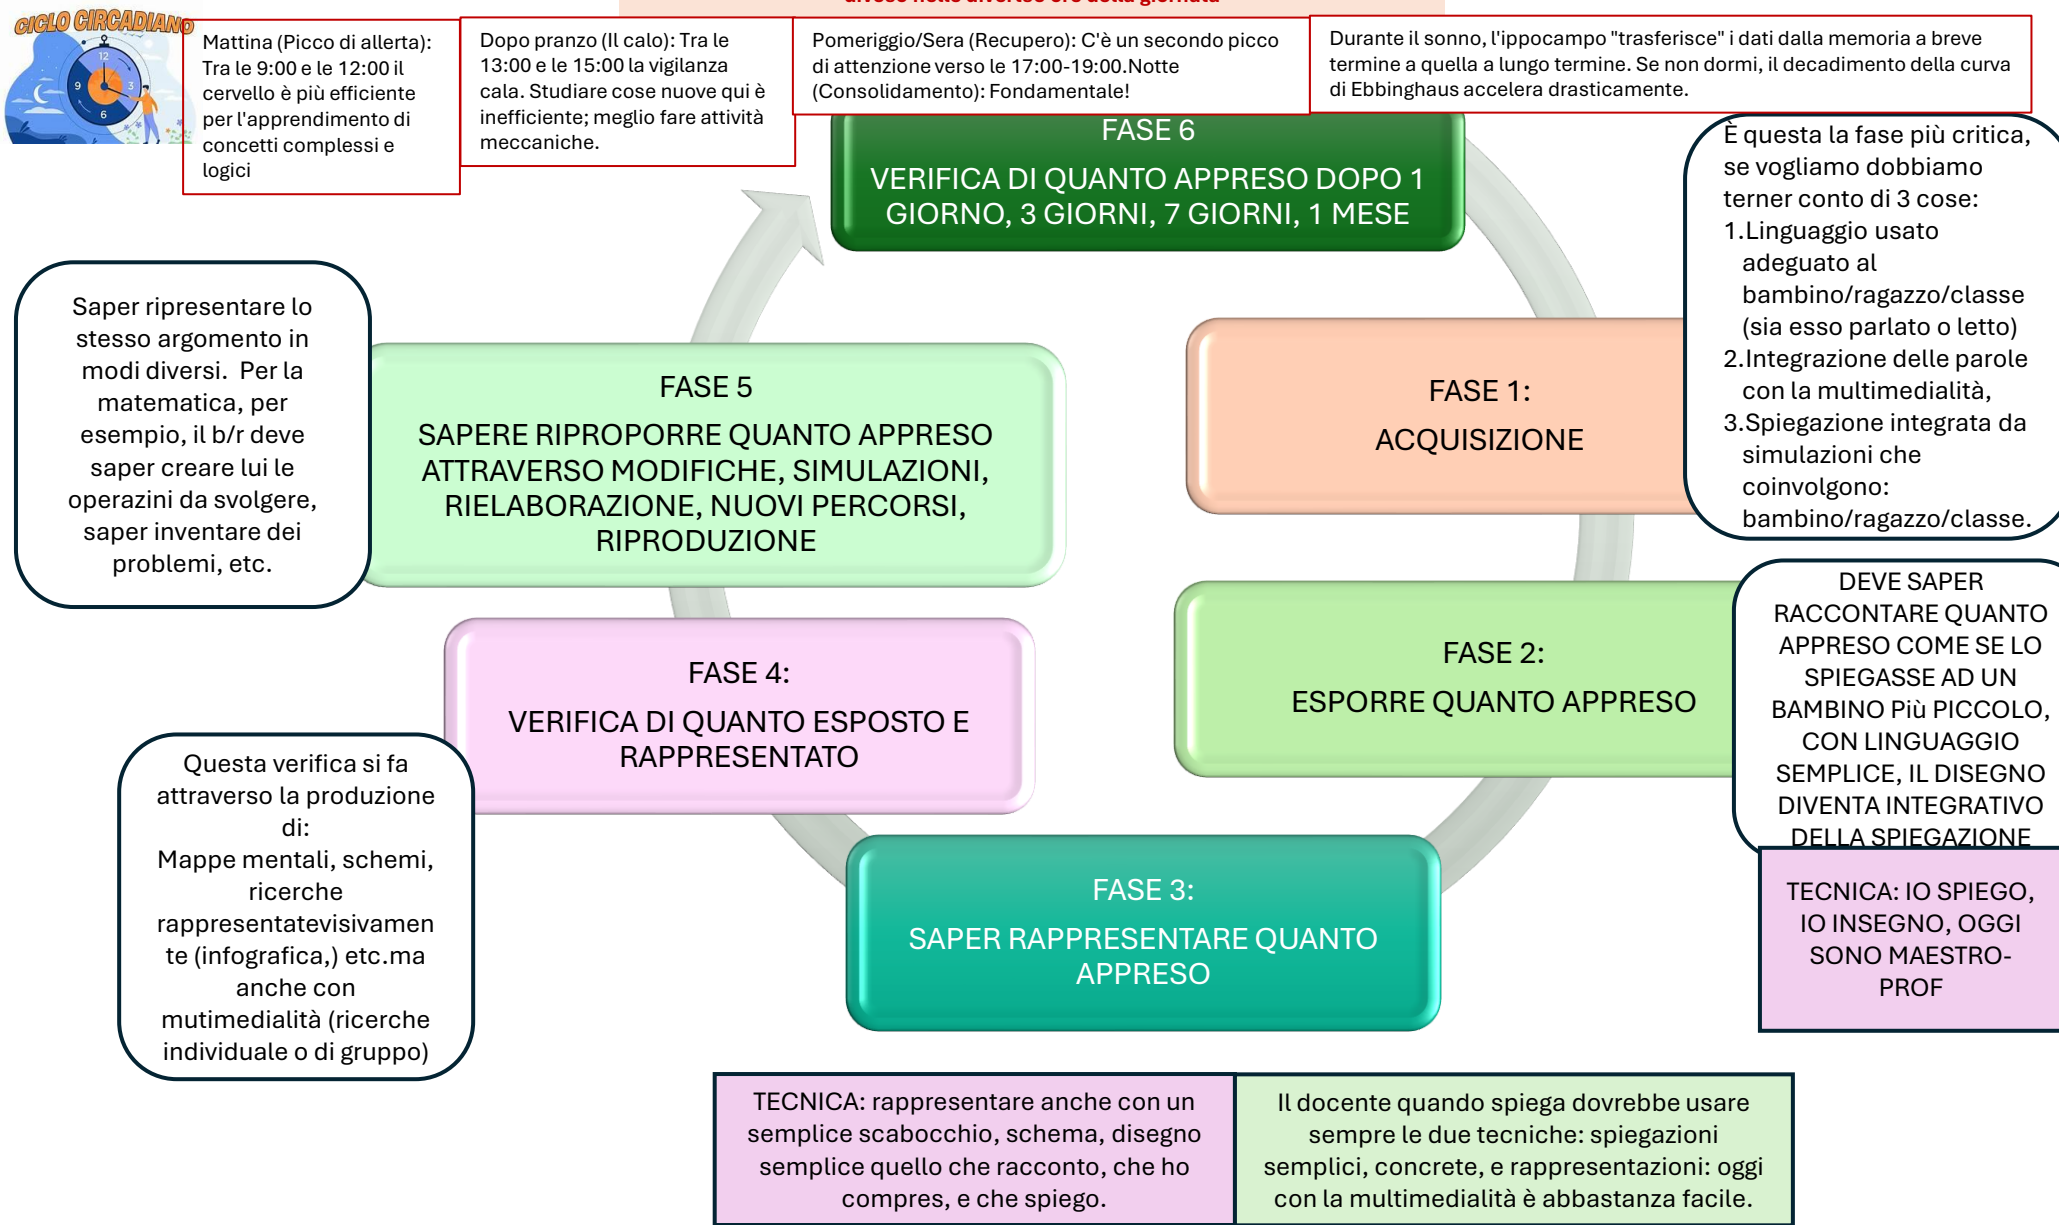 divese nelle diverise ore della giornata
CICLO CIRCADIANO
12
3
6
9
Mattina (Picco di allerta):
Tra le 9:00 e le 12:00 il
cervello è più efficiente
per l'apprendimento di
concetti complessi e
logici
Dopo pranzo (Il calo): Tra le
13:00 e le 15:00 la vigilanza
cala. Studiare cose nuove qui è
inefficiente; meglio fare attività
meccaniche.
Pomeriggio/Sera (Recupero): C'è un secondo picco
di attenzione verso le 17:00-19:00.Notte
(Consolidamento): Fondamentale!
Durante il sonno, l'ippocampo "trasferisce" i dati dalla memoria a breve
termine a quella a lungo termine. Se non dormi, il decadimento della curva
di Ebbinghaus accelera drasticamente.
FASE 6
VERIFICA DI QUANTO APPRESO DOPO 1
GIORNO, 3 GIORNI, 7 GIORNI, 1 MESE
È questa la fase più critica,
se vogliamo dobbiamo
terner conto di 3 cose:
1.Linguaggio usato
adeguato al
bambino/ragazzo/classe
(sia esso parlato o letto)
2.Integrazione delle parole
con la multimedialità,
3.Spiegazione integrata da
simulazioni che
coinvolgono:
bambino/ragazzo/classe.
FASE 1:
ACQUISIZIONE
Saper ripresentare lo
stesso argomento in
modi diversi. Per la
matematica, per
esempio, il b/r deve
saper creare lui le
operazini da svolgere,
saper inventare dei
problemi, etc.
FASE 5
SAPERE RIPROPORRE QUANTO APPRESO
ATTRAVERSO MODIFICHE, SIMULAZIONI,
RIELABORAZIONE, NUOVI PERCORSI,
RIPRODUZIONE
FASE 2:
ESPORRE QUANTO APPRESO
DEVE SAPER
RACCONTARE QUANTO
APPRESO COME SE LO
SPIEGASSE AD UN
BAMBINO Più PICCOLO,
CON LINGUAGGIO
SEMPLICE, IL DISEGNO
DIVENTA INTEGRATIVO
DELLA SPIEGAZIONE
TECNICA: IO SPIEGO,
IO INSEGNO, OGGI
SONO MAESTRO-
PROF
FASE 4:
VERIFICA DI QUANTO ESPOSTO E
RAPPRESENTATO
Questa verifica si fa
attraverso la produzione
di:
Mappe mentali, schemi,
ricerche
rappresentatevisivamen
te (infografica,) etc.ma
anche con
mutimedialità (ricerche
individuale o di gruppo)
FASE 3:
SAPER RAPPRESENTARE QUANTO
APPRESO
TECNICA: rappresentare anche con un
semplice scabocchio, schema, disegno
semplice quello che racconto, che ho
compres, e che spiego.
Il docente quando spiega dovrebbe usare
sempre le due tecniche: spiegazioni
semplici, concrete, e rappresentazioni: oggi
con la multimedialità è abbastanza facile.